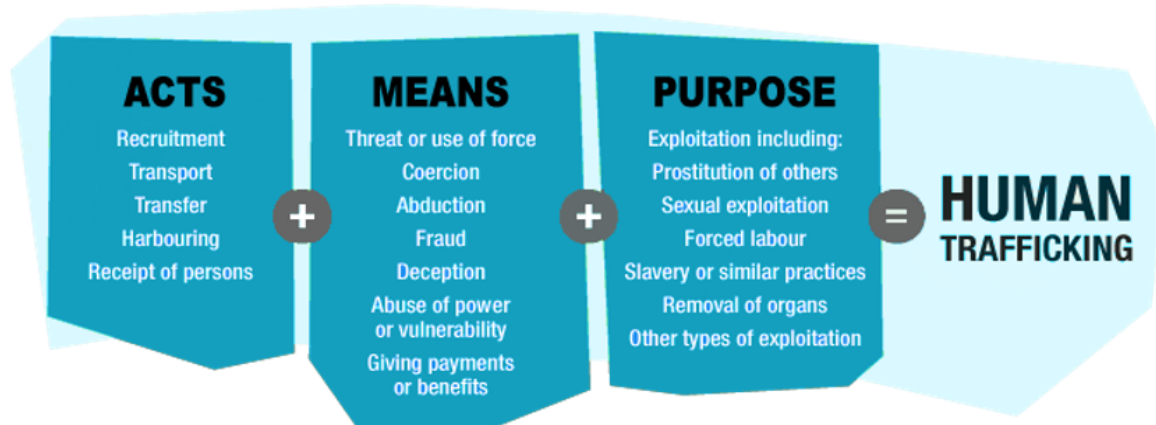 ACTS
Recruitment
Transport
Transfer
Harbouring
Receipt of persons
+
MEANS
Threat or use of force
Coercion
Abduction
Fraud
Deception
Abuse of power
or vulnerability
Giving payments
or benefits
+
PURPOSE
Exploitation including:
Prostitution of others
Sexual exploitation
Forced labour
Slavery or similar practices
Removal of organs
Other types of exploitation
=
HUMAN
TRAFFICKING